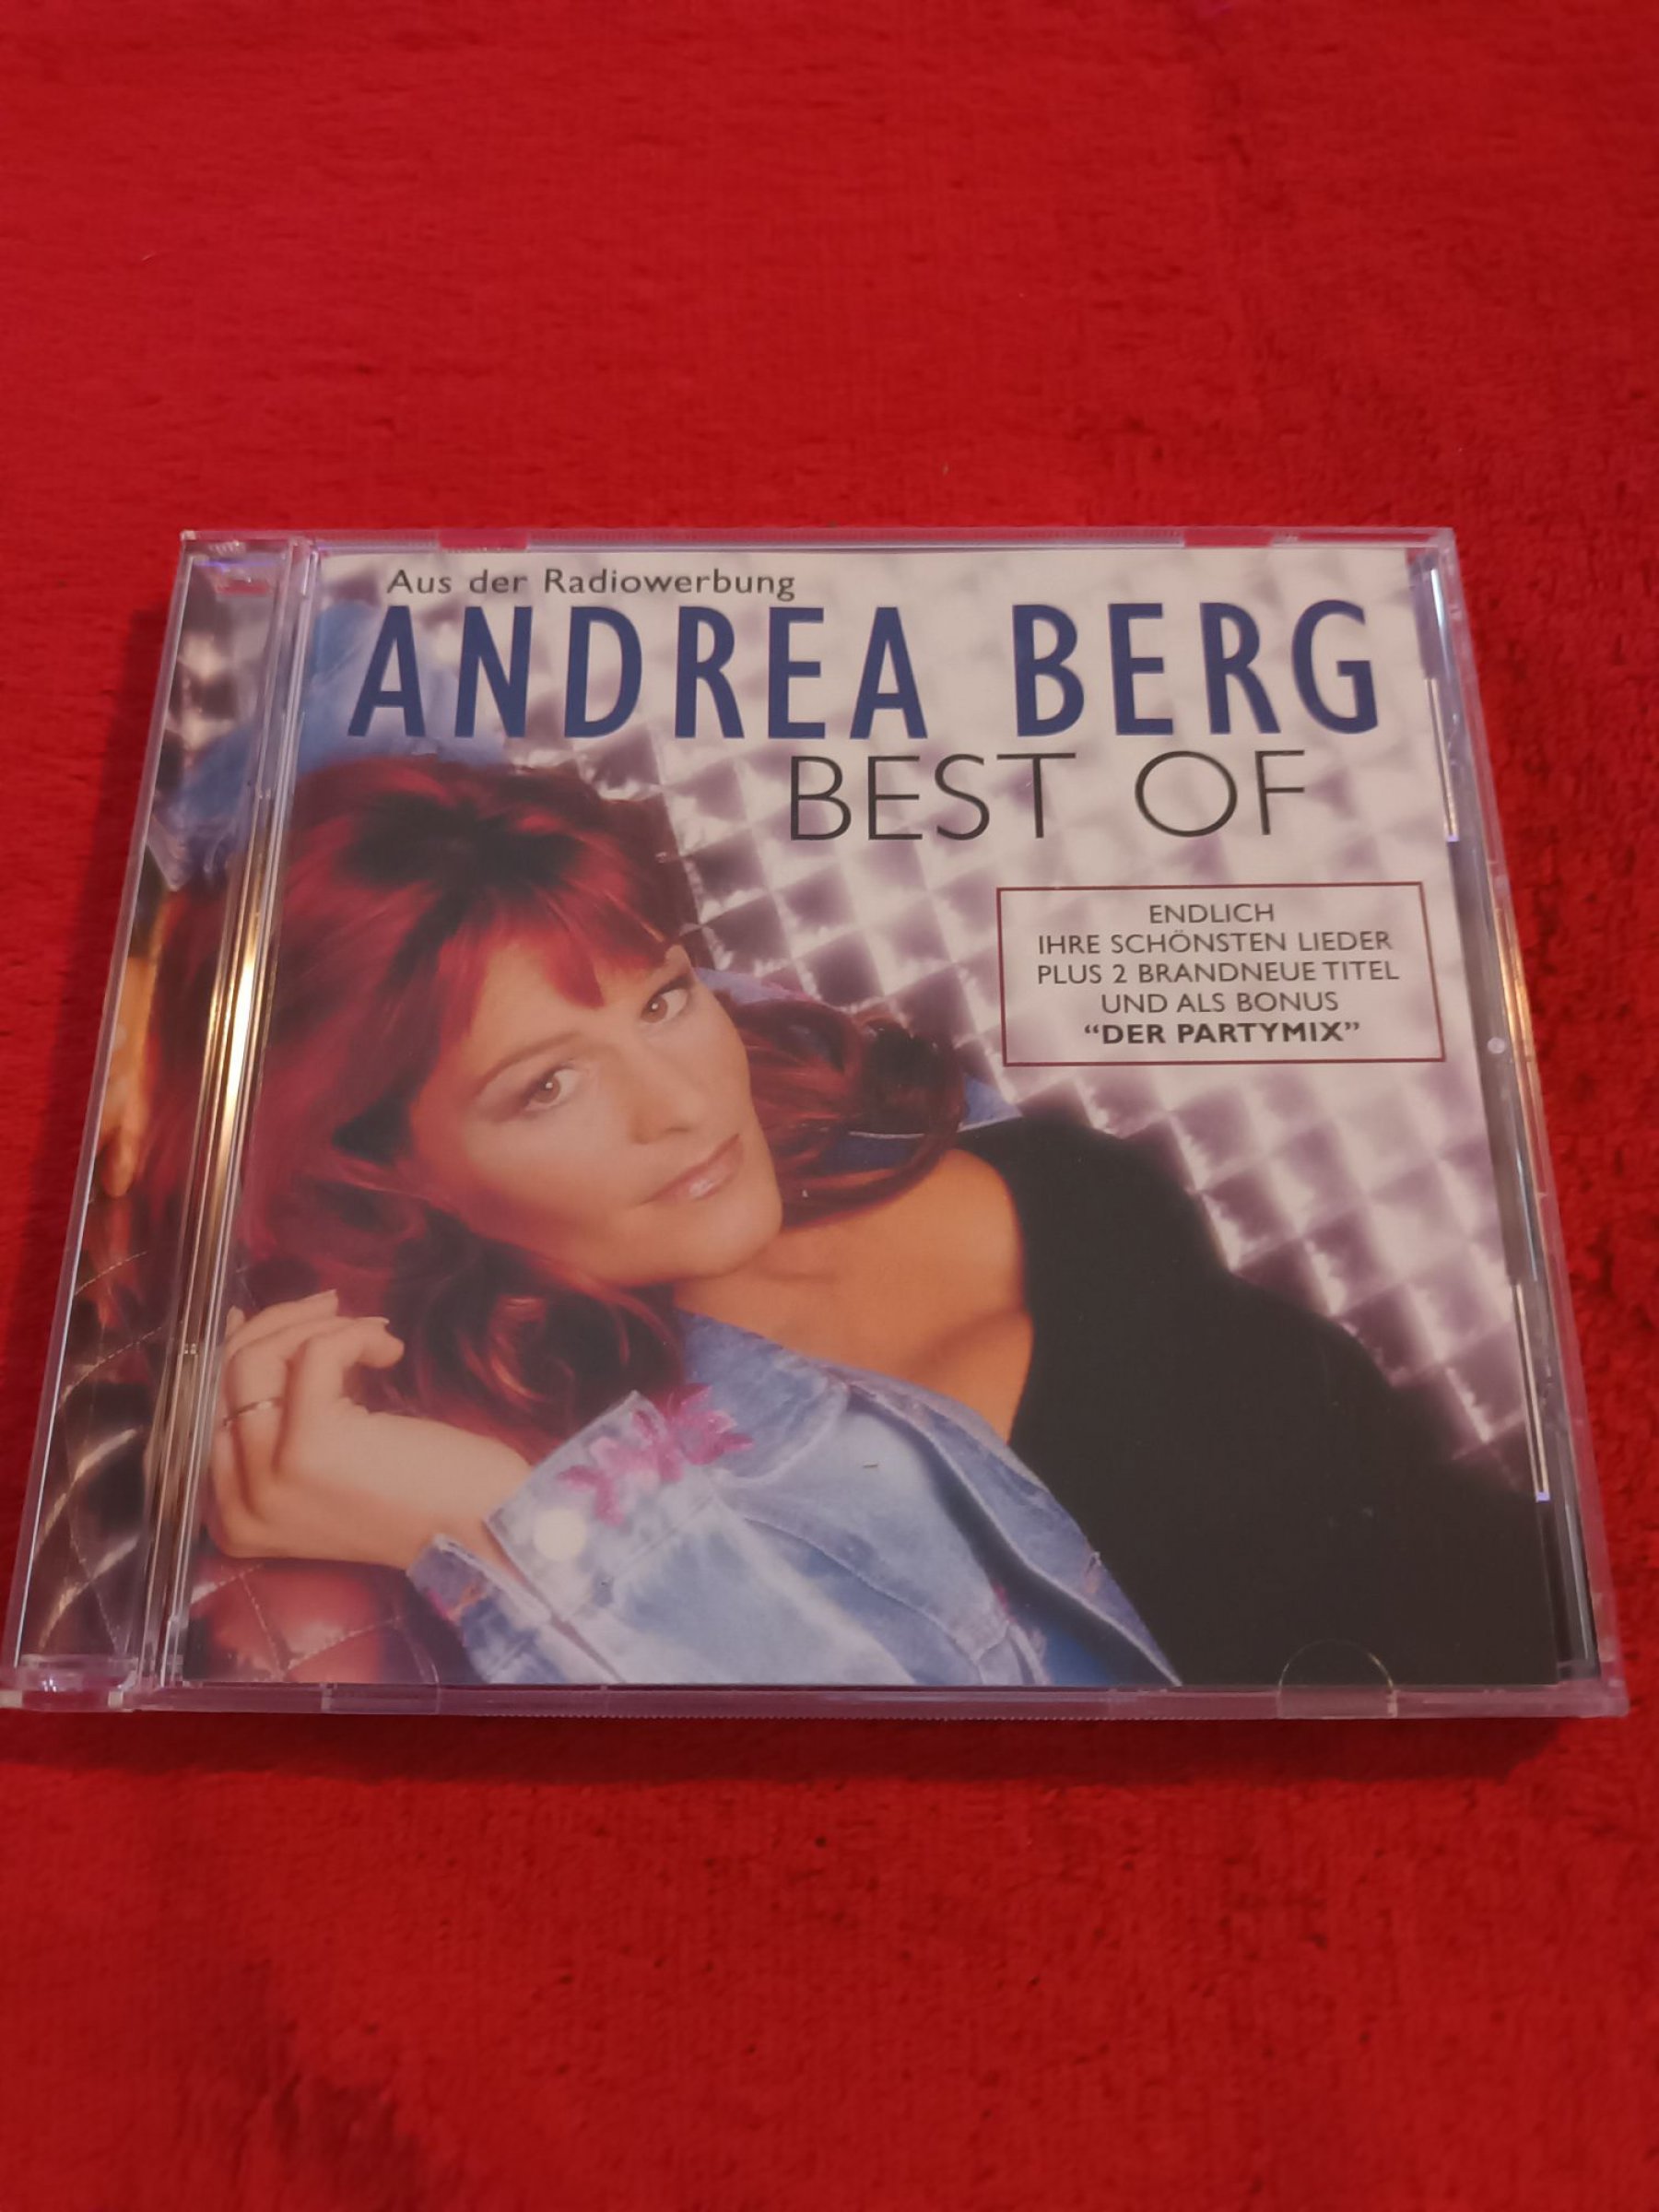 Aus der Radiowerbung
ANDREA BERG
BEST OF
ENDLICH
IHRE SCHÖNSTEN LIEDER
PLUS 2 BRANDNEUE TITEL
UND ALS BONUS
“DER PARTYMIX”